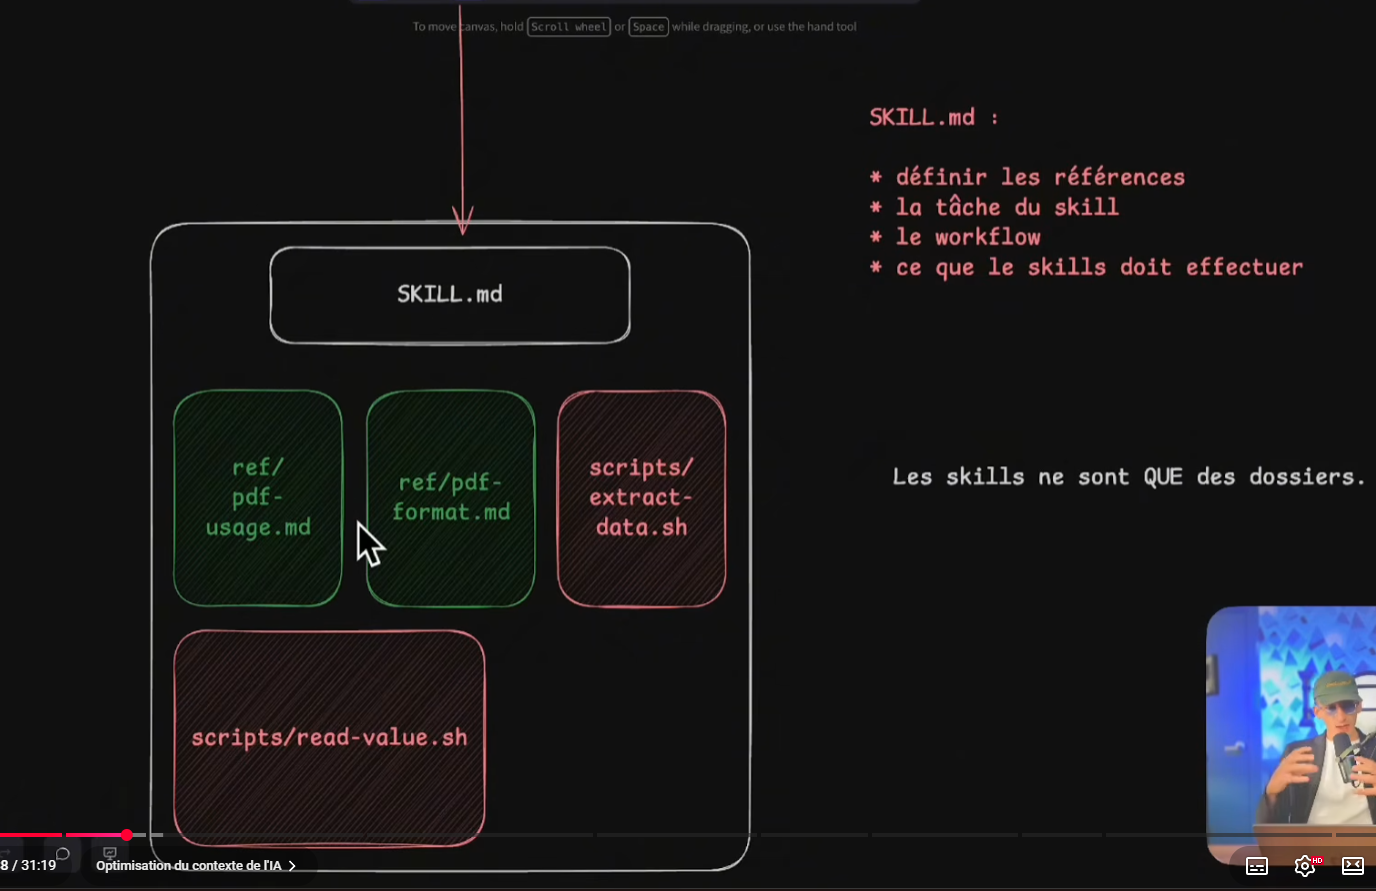 To move canvas, hold Scroll wheel or Space while dragging, or use the hand tool
SKILL.md :
* définir les références
* la tâche du skill
* le workflow
* ce que le skills doit effectuer
SKILL.md
ref/
pdf-
usage.md
ref/pdf-
format.md
scripts/
extract-
data.sh
Les skills ne sont QUE des dossiers.
scripts/read-value.sh
8 / 31:19
Optimisation du contexte de l'IA
HD